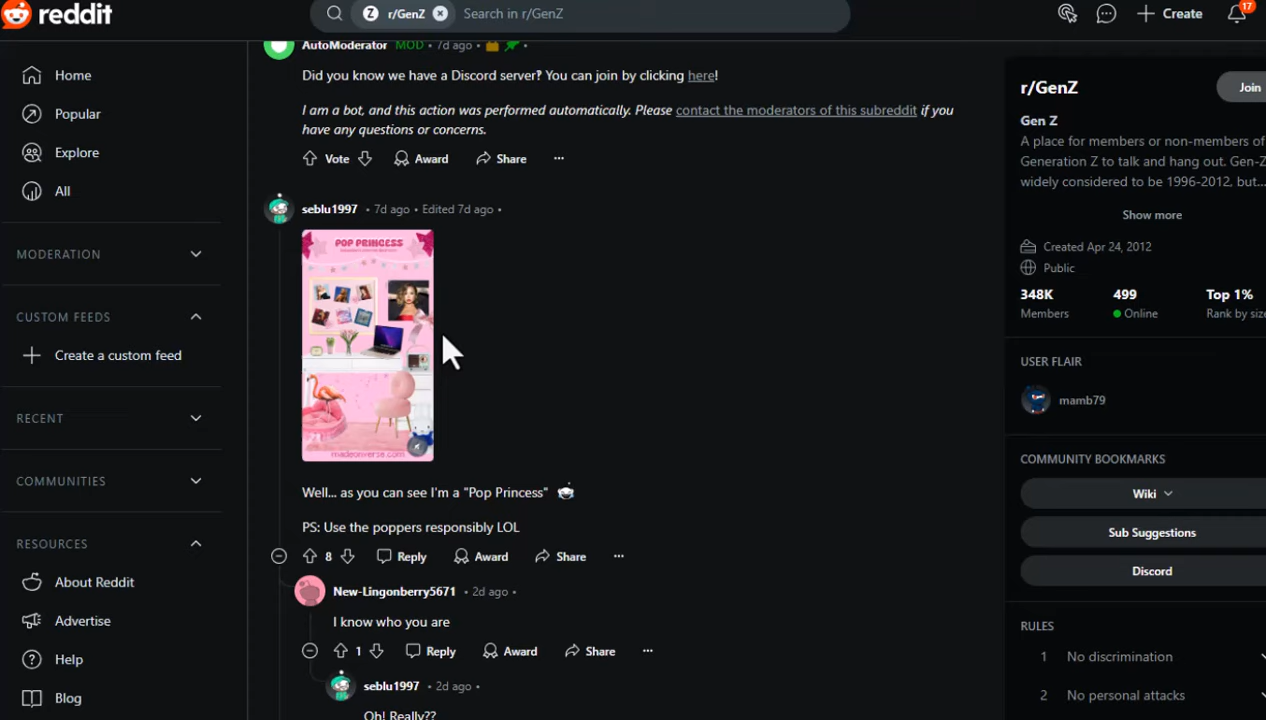 reddit
Z r/GenZ Search in r/GenZ
Create
17
Home
Popular
Explore
All
MODERATION
CUSTOM FEEDS
Create a custom feed
RECENT
COMMUNITIES
RESOURCES
About Reddit
Advertise
Help
Blog
AutoModerator MOD • 7d ago •
Did you know we have a Discord server? You can join by clicking here!
I am a bot, and this action was performed automatically. Please contact the moderators of this subreddit if you
have any questions or concerns.
Vote Award Share ...
seblu1997 • 7d ago • Edited 7d ago •
POP PRINCESS
madeonverse.com
Well... as you can see I'm a "Pop Princess"
PS: Use the poppers responsibly LOL
8 Reply Award Share ...
New-Lingonberry5671 • 2d ago •
I know who you are
1 Reply Award Share ...
seblu1997 • 2d ago •
Oh! Really??
r/GenZ
Join
Gen Z
A place for members or non-members of
Generation Z to talk and hang out. Gen-Z
widely considered to be 1996-2012, but...
Show more
Created Apr 24, 2012
Public
348K 499 Top 1%
Members Online Rank by size
USER FLAIR
mamb79
COMMUNITY BOOKMARKS
Wiki
Sub Suggestions
Discord
RULES
1 No discrimination
2 No personal attacks